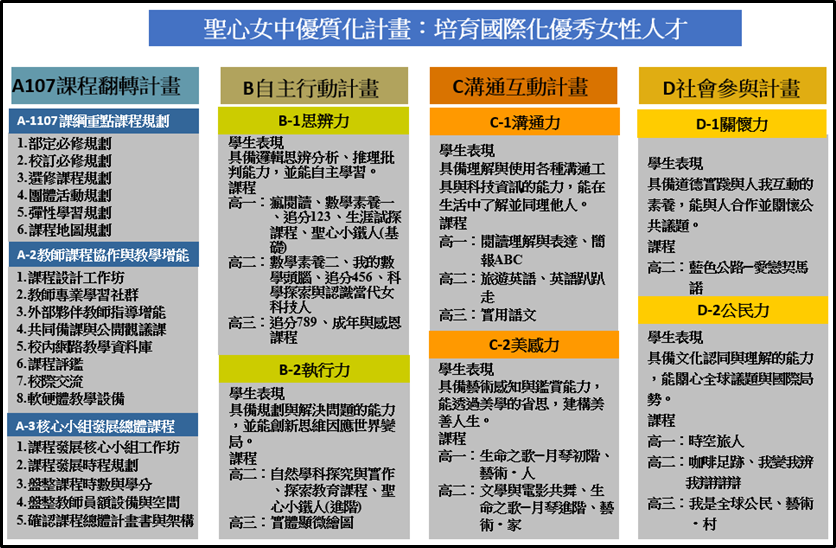 聖心女中優質化計畫：培育國際化優秀女性人才
A107課程翻轉計畫
A-1107課綱重點課程規劃
1.部定必修規劃
2.校訂必修規劃
3.選修課程規劃
4.團體活動規劃
5.彈性學習規劃
6.課程地圖規劃
A-2教師課程協作與教學增能
1.課程設計工作坊
2.教師專業學習社群
3.外部夥伴教師指導增能
4.共同備課與公開觀議課
5.校內網路教學資料庫
6.課程評鑑
7.校際交流
8.軟硬體教學設備
A-3核心小組發展總體課程
1.課程發展核心小組工作坊
2.課程發展時程規劃
3.盤整課程時數與學分
4.盤整教師員額設備與空間
5.確認課程總體計畫書與架構
B自主行動計畫
B-1思辨力
學生表現
具備邏輯思辨分析、推理批
判能力，並能自主學習。
課程
高一：瘋閱讀、數學素養一
、追分123、生涯試探
課程、聖心小鐵人(基
礎)
高二：數學素養二、我的數
學頭腦、追分456、科
學探索與認識當代女
科技人
高三：追分789、成年與感恩
課程
B-2執行力
學生表現
具備規劃與解決問題的能力
，並能創新思維因應世界變
局。
課程
高二：自然學科探究與實作
、探索教育課程、聖
心小鐵人(進階)
高三：實體顯微繪圖
C溝通互動計畫
C-1溝通力
學生表現
具備理解與使用各種溝通工
具與科技資訊的能力，能在
生活中了解並同理他人。
課程
高一：閱讀理解與表達、簡
報ABC
高二：旅遊英語、英語趴趴
走
高三：實用語文
C-2美感力
學生表現
具備藝術感知與鑑賞能力，
能透過美學的省思，建構美
善人生。
課程
高一：生命之歌─月琴初階、
藝術・人
高二：文學與電影共舞、生
命之歌─月琴進階、藝
術・家
D社會參與計畫
D-1關懷力
學生表現
具備道德實踐與人我互動的
素養，能與人合作並關懷公
共議題。
課程
高二：藍色公路─愛戀契馬
諾
D-2公民力
學生表現
具備文化認同與理解的能力
，能關心全球議題與國際局
勢。
課程
高一：時空旅人
高二：咖啡足跡、我變我辨
我辯辯辯
高三：我是全球公民、藝術
・村